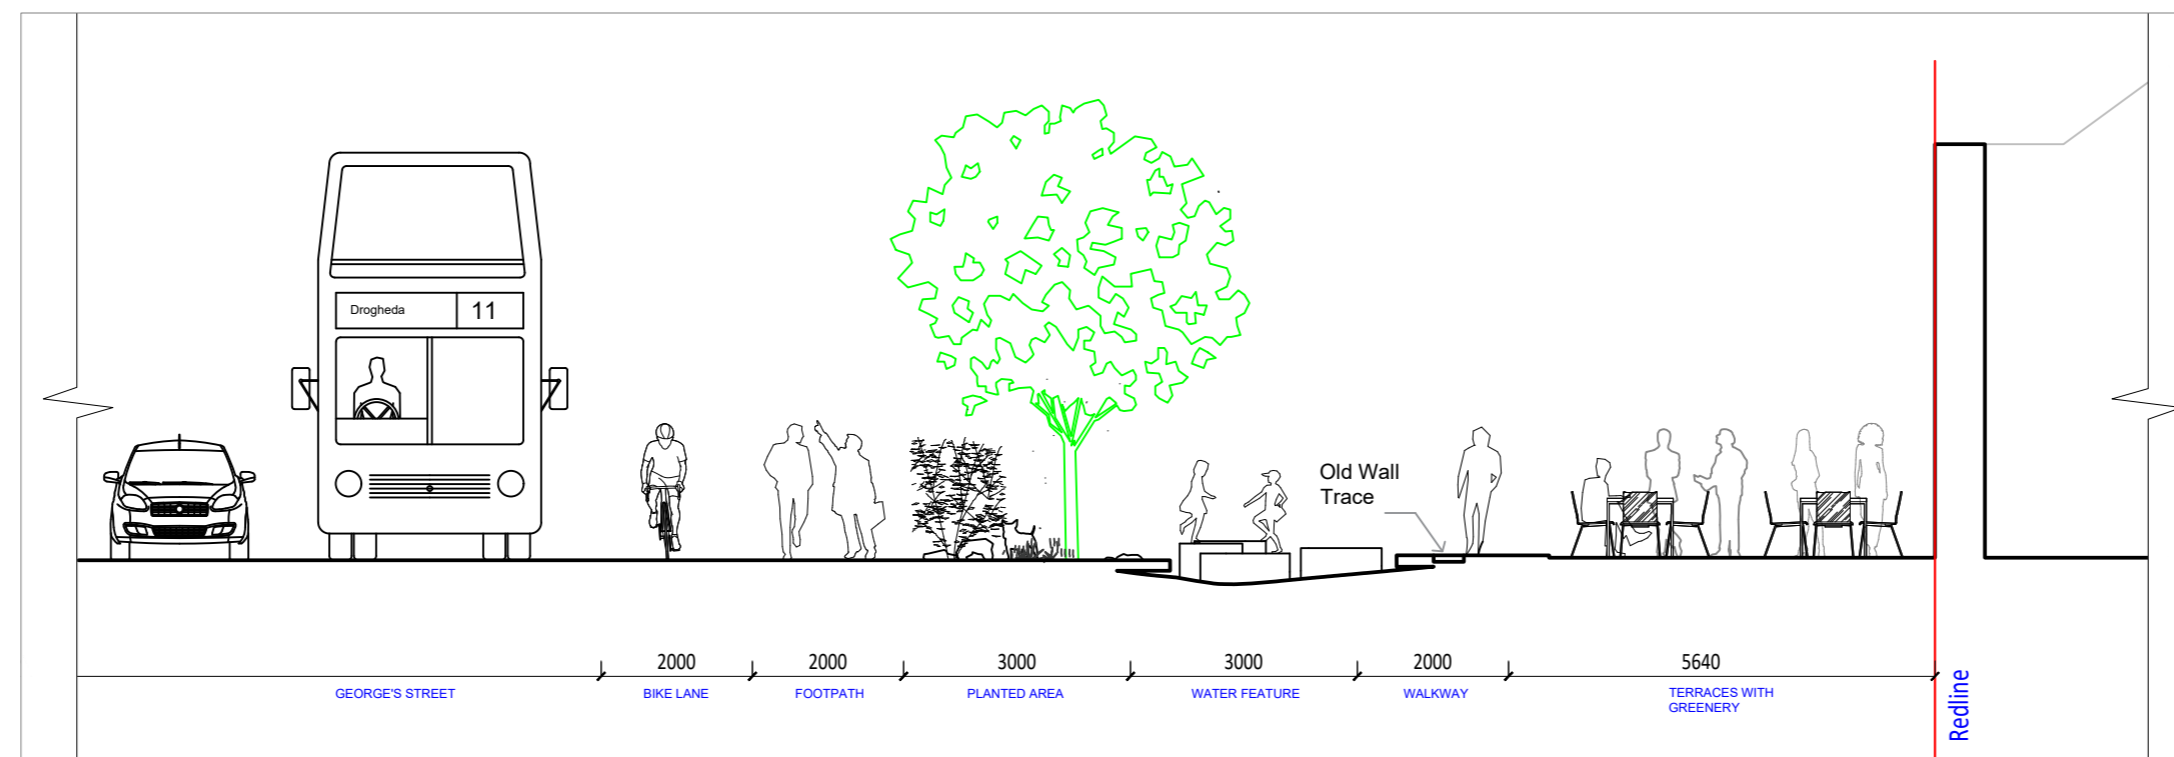 Drogheda 11
Old Wall
Trace
2000 2000 3000 3000 2000 5640
GEORGE'S STREET BIKE LANE FOOTPATH PLANTED AREA WATER FEATURE WALKWAY TERRACES WITH
GREENERY
Redline